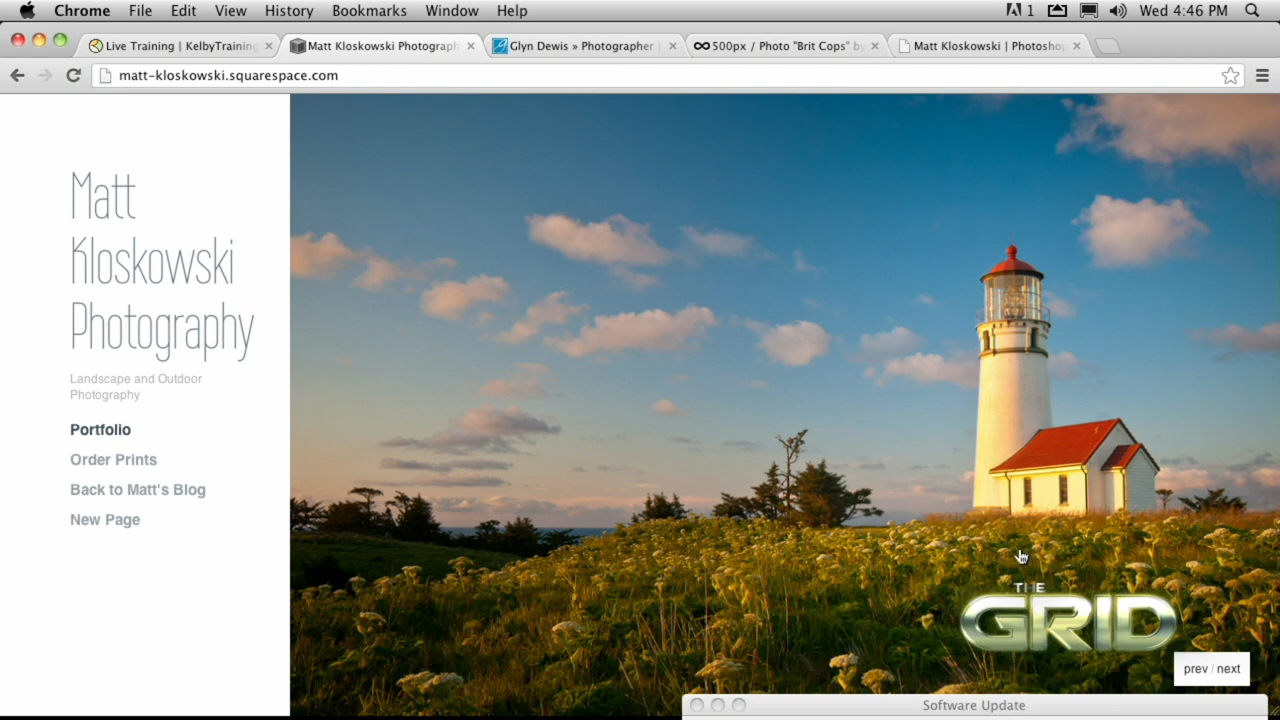 Chrome File Edit View History Bookmarks Window Help 1 Wed 4:46 PM
Live Training | KelbyTraining Matt Kloskowski Photograph Glyn Dewis » Photographer | 500px / Photo "Brit Cops" by Matt Kloskowski | Photoshop
matt-kloskowski.squarespace.com
Matt
Kloskowski
Photography
Landscape and Outdoor
Photography
Portfolio
Order Prints
Back to Matt's Blog
New Page
THE
GRID
prev / next
Software Update